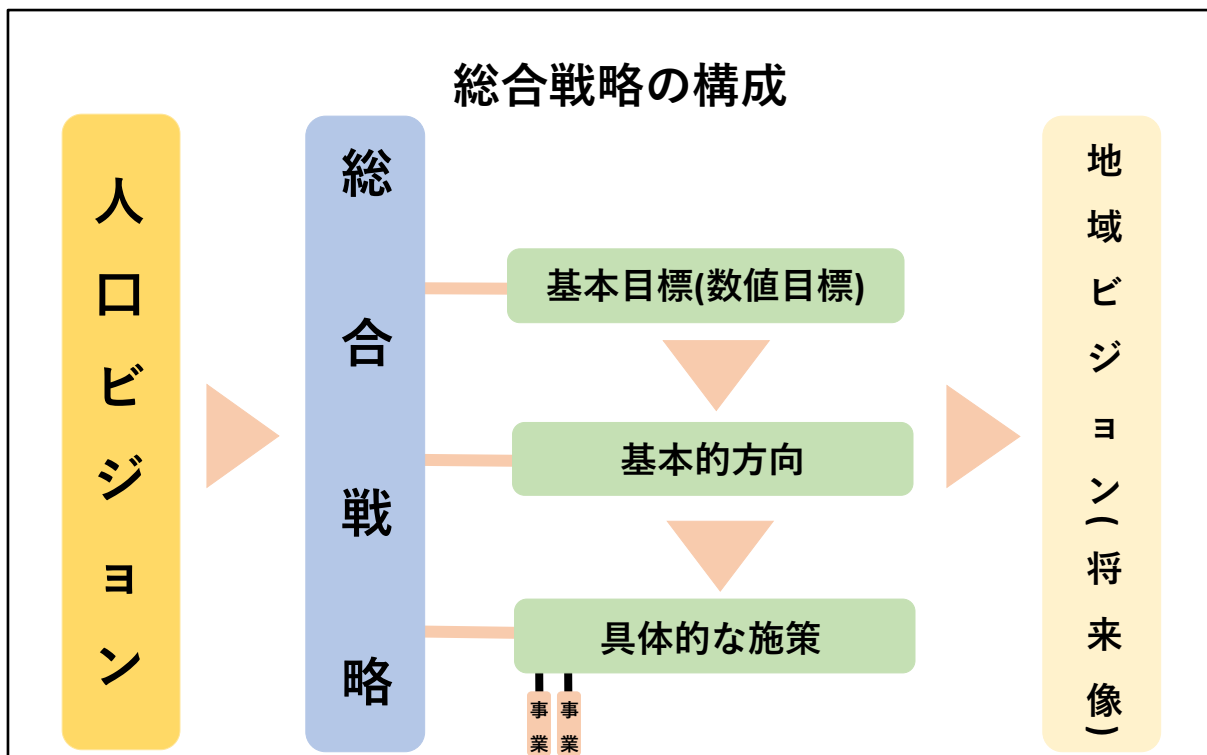 総合戦略の構成
人口ビジョン
総合戦略
基本目標(数値目標)
基本的方向
具体的な施策
事業
事業
地域ビジョン(将来像)